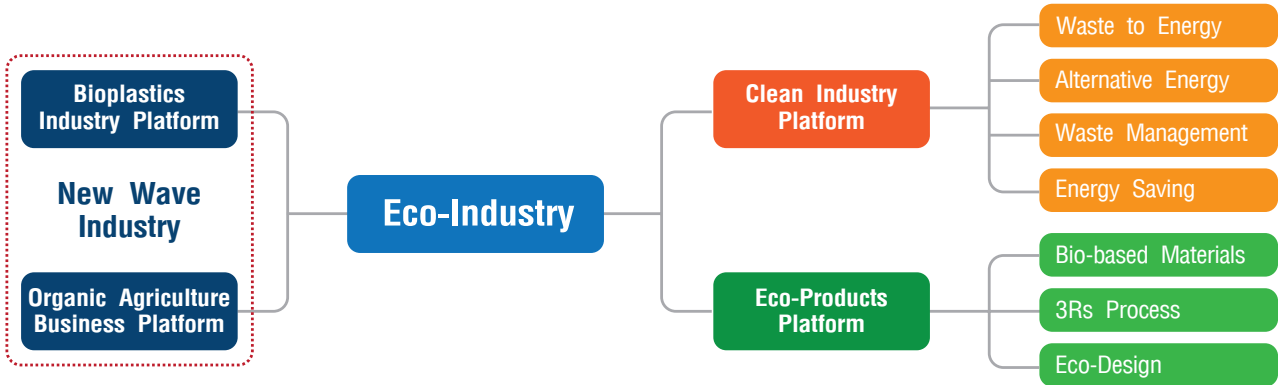 Bioplastics
Industry Platform
New Wave
Industry
Organic Agriculture
Business Platform
Eco-Industry
Clean Industry
Platform
Waste to Energy
Alternative Energy
Waste Management
Energy Saving
Eco-Products
Platform
Bio-based Materials
3Rs Process
Eco-Design